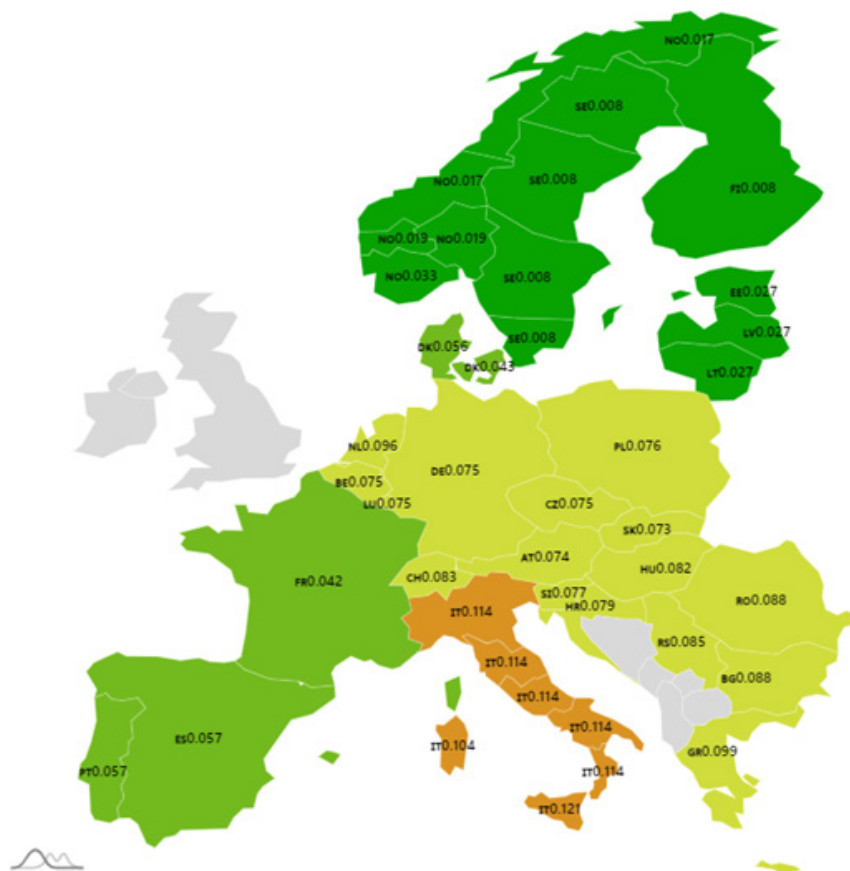 NO0.017
SE0.008
NO0.017
SE0.008
FI0.008
NO0.019
NO0.019
NO0.033
SE0.008
EE0.027
SE0.008
LV0.027
DK0.056
DK0.043
LT0.027
NL0.096
PL0.076
DE0.075
BE0.075
LU0.075
CZ0.075
SK0.073
AT0.074
FR0.042
CH0.083
HU0.082
SI0.077
HR0.079
RO0.088
IT0.114
RS0.085
IT0.114
BG0.088
IT0.114
IT0.114
ES0.057
IT0.104
GR0.099
PT0.057
IT0.114
IT0.121